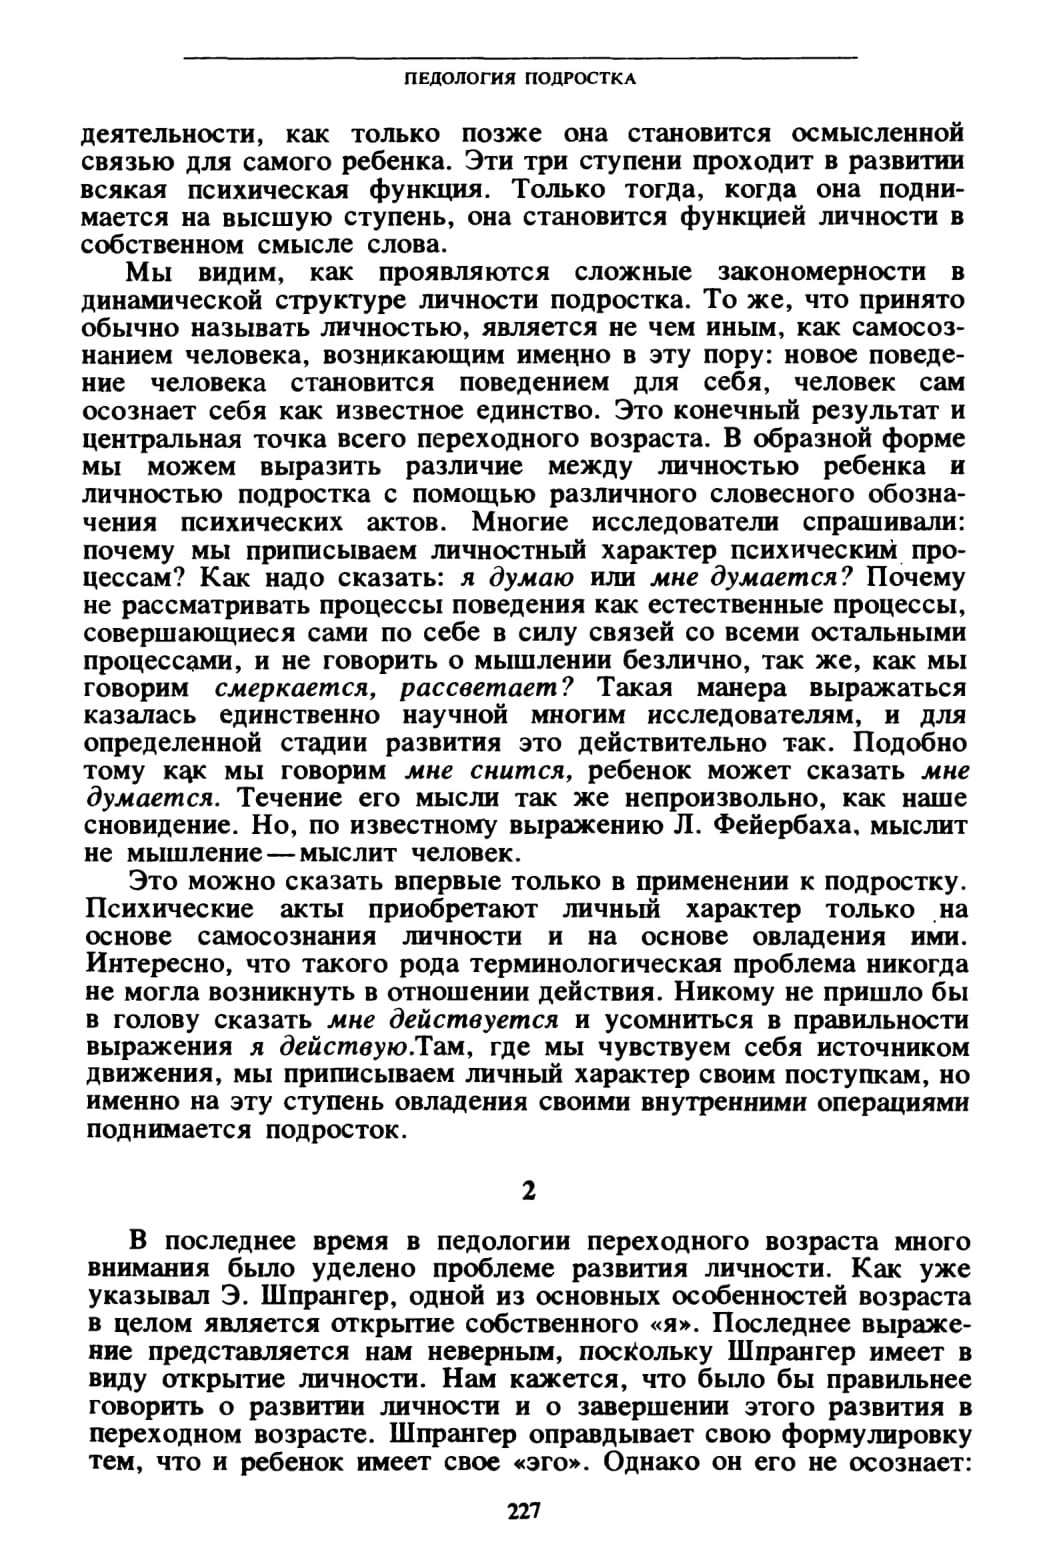 ПЕДОЛОГИЯ ПОДРОСТКА
деятельности, как только позже она становится осмысленной
связью для самого ребенка. Эти три ступени проходит в развитии
всякая психическая функция. Только тогда, когда она подни-
мается на высшую ступень, она становится функцией личности в
собственном смысле слова.
Мы видим, как проявляются сложные закономерности в
динамической структуре личности подростка. То же, что принято
обычно называть личностью, является не чем иным, как самосоз-
нанием человека, возникающим именно в эту пору: новое поведе-
ние человека становится поведением для себя, человек сам
осознает себя как известное единство. Это конечный результат и
центральная точка всего переходного возраста. В образной форме
мы можем выразить различие между личностью ребенка и
личностью подростка с помощью различного словесного обозна-
чения психических актов. Многие исследователи спрашивали:
почему мы приписываем личностный характер психическим про-
цессам? Как надо сказать: я думаю или мне думается? Почему
не рассматривать процессы поведения как естественные процессы,
совершающиеся сами по себе в силу связей со всеми остальными
процессами, и не говорить о мышлении безлично, так же, как мы
говорим смеркается, рассветает? Такая манера выражаться
казалась единственно научной многим исследователям, и для
определенной стадии развития это действительно так. Подобно
тому как мы говорим мне снится, ребенок может сказать мне
думается. Течение его мысли так же непроизвольно, как наше
сновидение. Но, по известному выражению Л. Фейербаха, мыслит
не мышление — мыслит человек.
Это можно сказать впервые только в применении к подростку.
Психические акты приобретают личный характер только на
основе самосознания личности и на основе овладения ими.
Интересно, что такого рода терминологическая проблема никогда
не могла возникнуть в отношении действия. Никому не пришло бы
в голову сказать мне действуется и усомниться в правильности
выражения я действую.Там, где мы чувствуем себя источником
движения, мы приписываем личный характер своим поступкам, но
именно на эту ступень овладения своими внутренними операциями
поднимается подросток.
2
В последнее время в педологии переходного возраста много
внимания было уделено проблеме развития личности. Как уже
указывал Э. Шпрангер, одной из основных особенностей возраста
в целом является открытие собственного «я». Последнее выраже-
ние представляется нам неверным, поскольку Шпрангер имеет в
виду открытие личности. Нам кажется, что было бы правильнее
говорить о развитии личности и о завершении этого развития в
переходном возрасте. Шпрангер оправдывает свою формулировку
тем, что и ребенок имеет свое «эго». Однако он его не осознает:
227